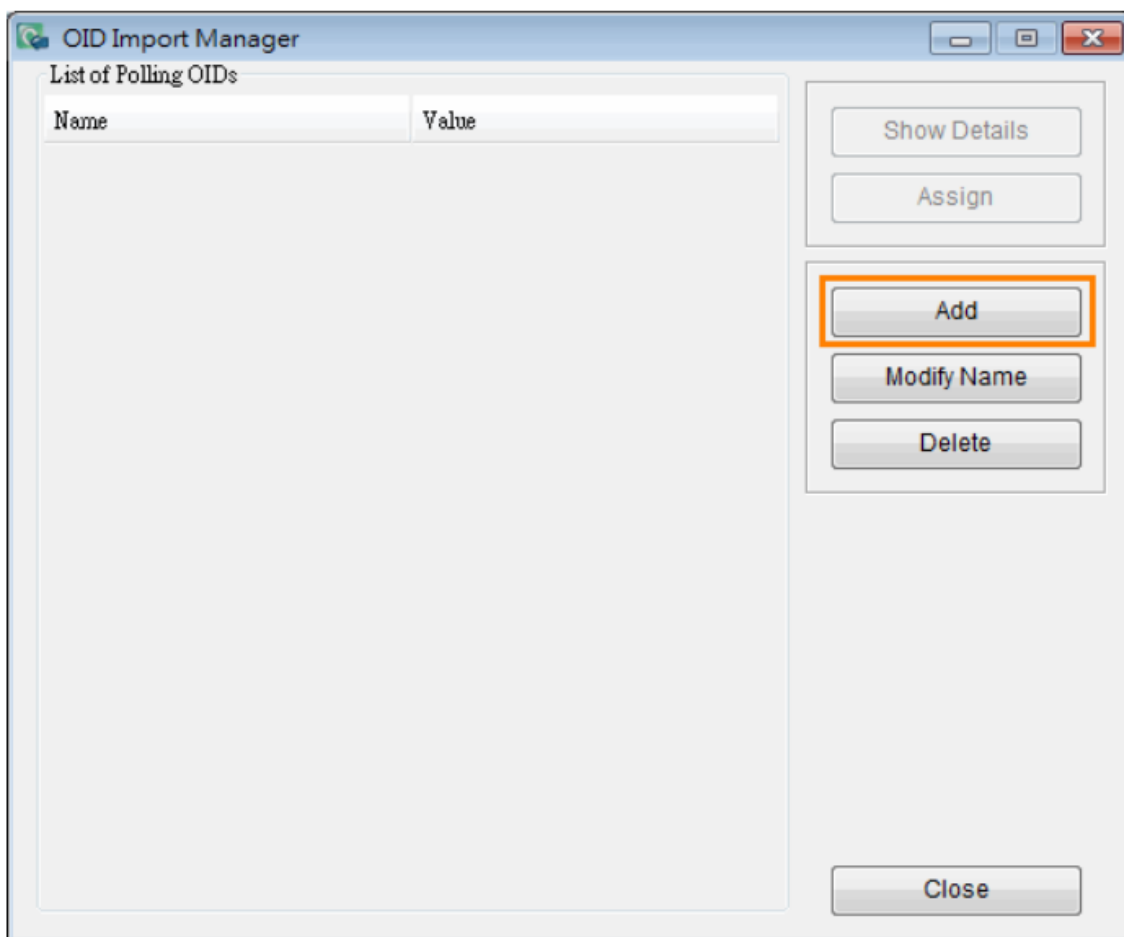 OID Import Manager
List of Polling OIDs
Name Value
Show Details
Assign
Add
Modify Name
Delete
Close